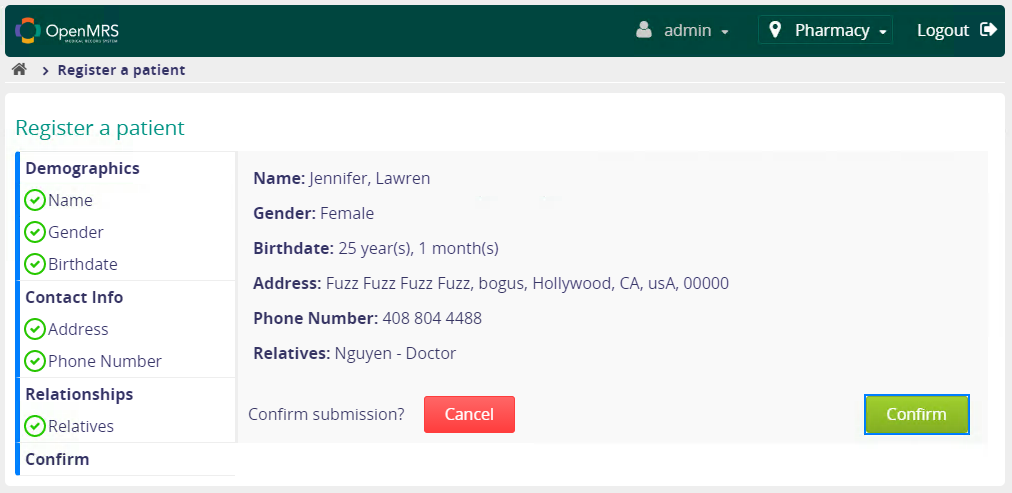 OpenMRS
MEDICAL RECORD SYSTEM
admin
Pharmacy
Logout
Register a patient
Register a patient
Demographics
Name
Gender
Birthdate
Contact Info
Address
Phone Number
Relationships
Relatives
Confirm
Name: Jennifer, Lawren
Gender: Female
Birthdate: 25 year(s), 1 month(s)
Address: Fuzz Fuzz Fuzz Fuzz, bogus, Hollywood, CA, usA, 00000
Phone Number: 408 804 4488
Relatives: Nguyen - Doctor
Confirm submission? Cancel Confirm